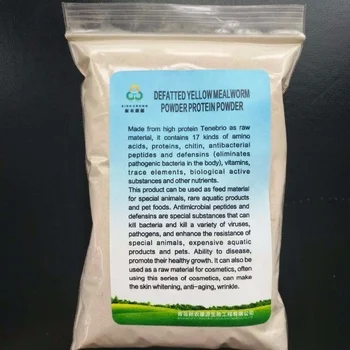 DEFATTED YELLOW MEALWORM
POWDER PROTEIN POWDER
Made from high protein Tenebrio as raw
material, it contains 17 kinds of amino
acids, proteins, chitin, antibacterial
peptides and defensins (eliminates
pathogenic bacteria in the body), vitamins,
trace elements, biological active
substances and other nutrients.
This product can be used as feed material
for special animals, rare aquatic products
and pet foods. Antimicrobial peptides and
defensins are special substances that can
kill bacteria and kill a variety of viruses,
pathogens, and enhance the resistance of
special animals, expensive aquatic
products and pets. Ability to disease,
promote their healthy growth. It can also be
used as a raw material for cosmetics, often
using this series of cosmetics, can make
the skin whitening, anti-aging, wrinkle.